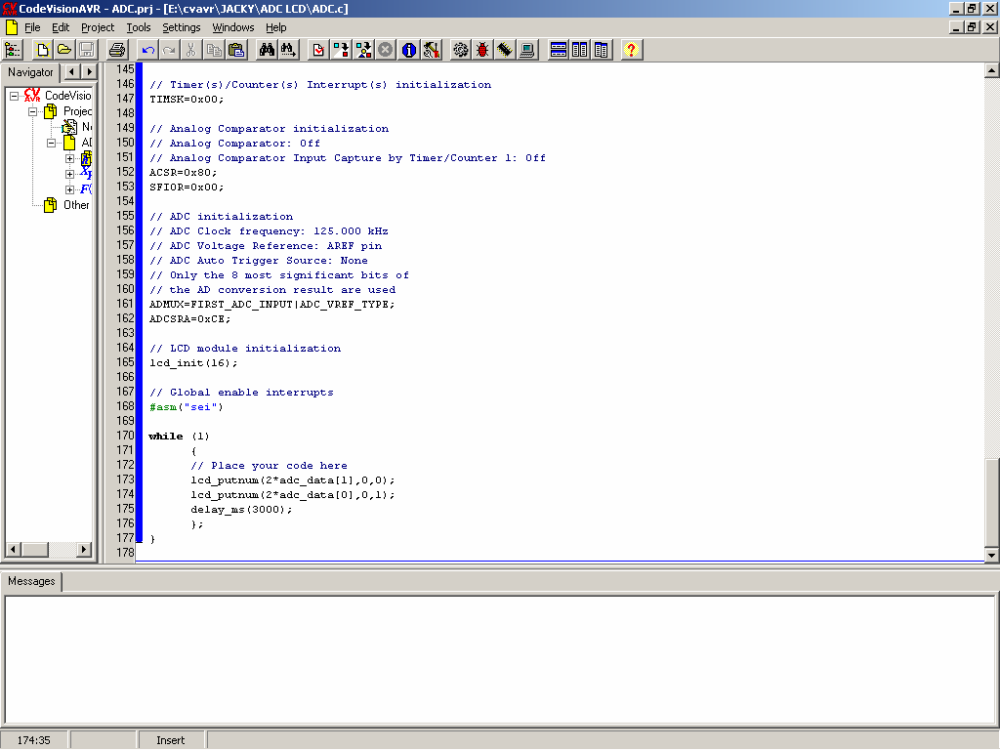 CodeVisionAVR - ADC.prj - [E:\cvavr\JACKY\ADC LCD\ADC.c]
File Edit Project Tools Settings Windows Help
Navigator
CodeVisio
Projec
Other
145
146 // Timer(s)/Counter(s) Interrupt(s) initialization
147 TIMSK=0x00;
148
149 // Analog Comparator initialization
150 // Analog Comparator: Off
151 // Analog Comparator Input Capture by Timer/Counter 1: Off
152 ACSR=0x80;
153 SFIOR=0x00;
154
155 // ADC initialization
156 // ADC Clock frequency: 125.000 kHz
157 // ADC Voltage Reference: AREF pin
158 // ADC Auto Trigger Source: None
159 // Only the 8 most significant bits of
160 // the AD conversion result are used
161 ADMUX=FIRST_ADC_INPUT|ADC_VREF_TYPE;
162 ADCSRA=0xCE;
163
164 // LCD module initialization
165 lcd_init(16);
166
167 // Global enable interrupts
168 #asm("sei")
169
170 while (1)
171 {
172 // Place your code here
173 lcd_putnum(2*adc_data[1],0,0);
174 lcd_putnum(2*adc_data[0],0,1);
175 delay_ms(3000);
176 };
177 }
178
Messages
174:35 Insert